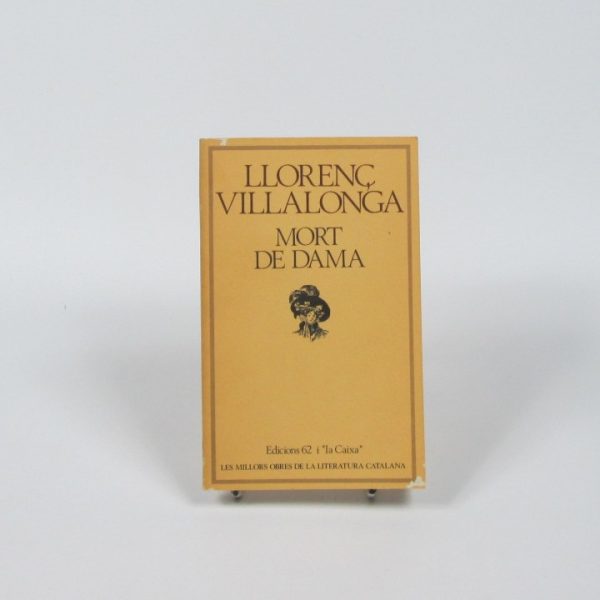 LLORENÇ
VILLALONGA
MORT
DE DAMA
Edicions 62 i "la Caixa"
LES MILLORS OBRES DE LA LITERATURA CATALANA